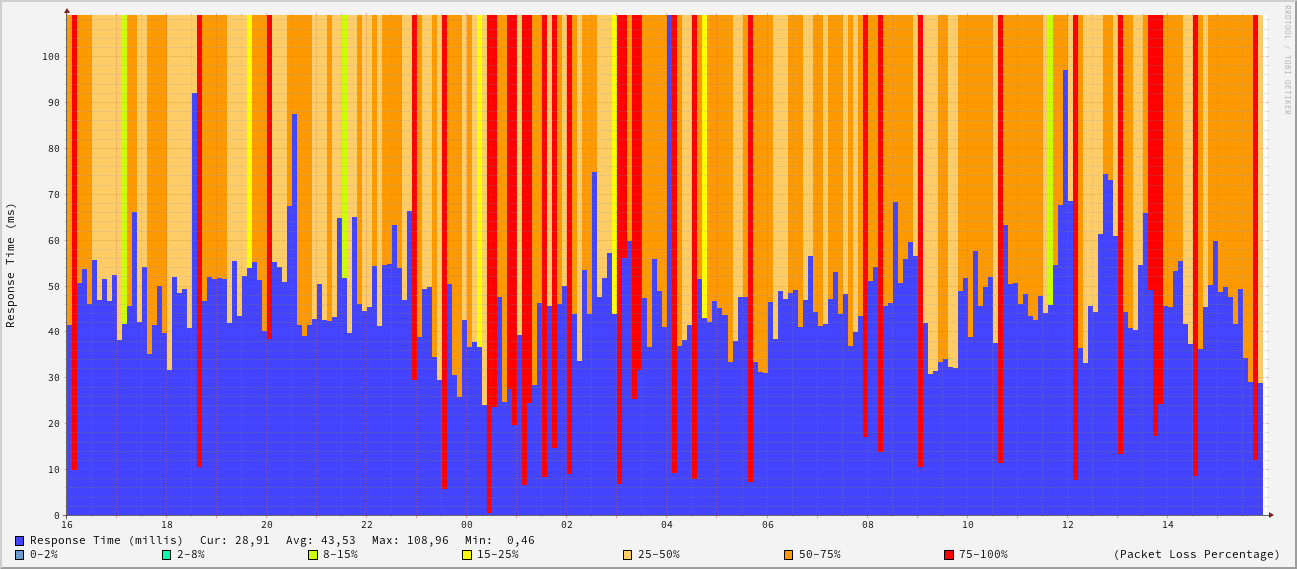 RRDTOOL / TOBI OETIKER
Response Time (ms)
100
90
80
70
60
50
40
30
20
10
0
16 18 20 22 00 02 04 06 08 10 12 14
Response Time (millis) Cur: 28,91 Avg: 43,53 Max: 108,96 Min: 0,46
0-2% 2-8% 8-15% 15-25% 25-50% 50-75% 75-100% (Packet Loss Percentage)